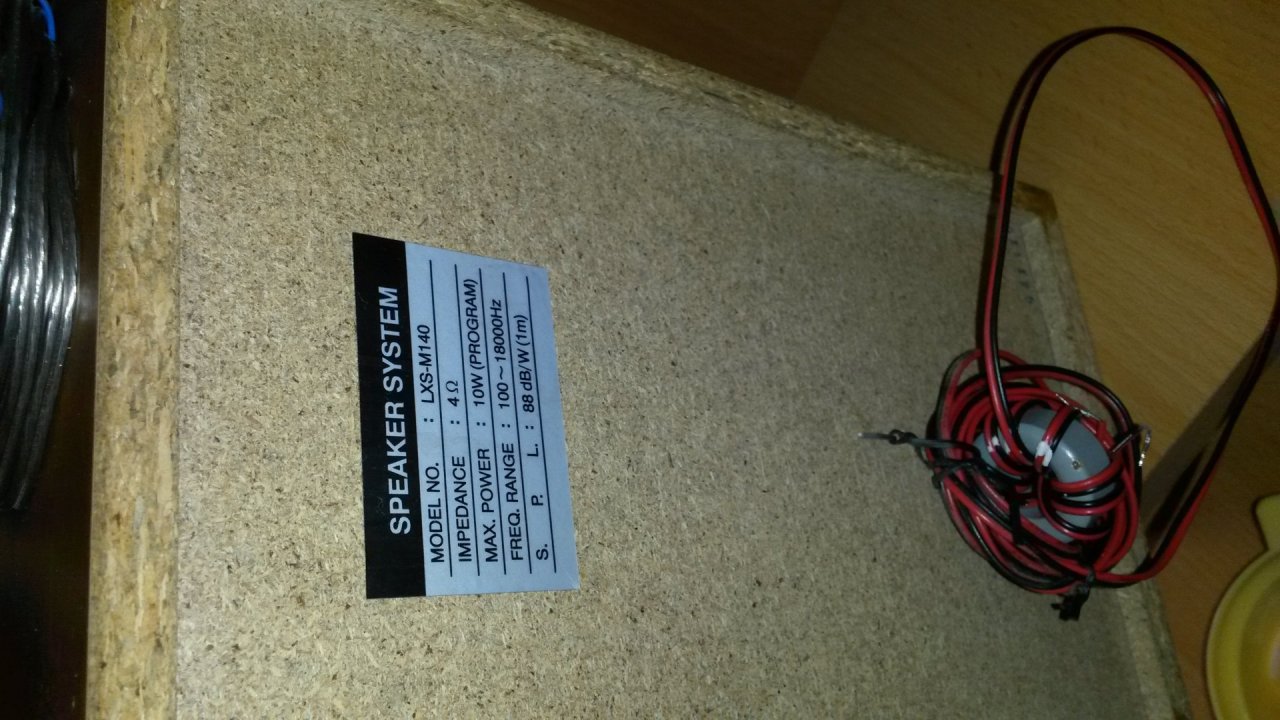 SPEAKER SYSTEM
MODEL NO. : LXS-M140
IMPEDANCE : 4 Ω
MAX. POWER : 10W (PROGRAM)
FREQ. RANGE : 100 ~ 18000Hz
S. P. L. : 88 dB/W (1m)